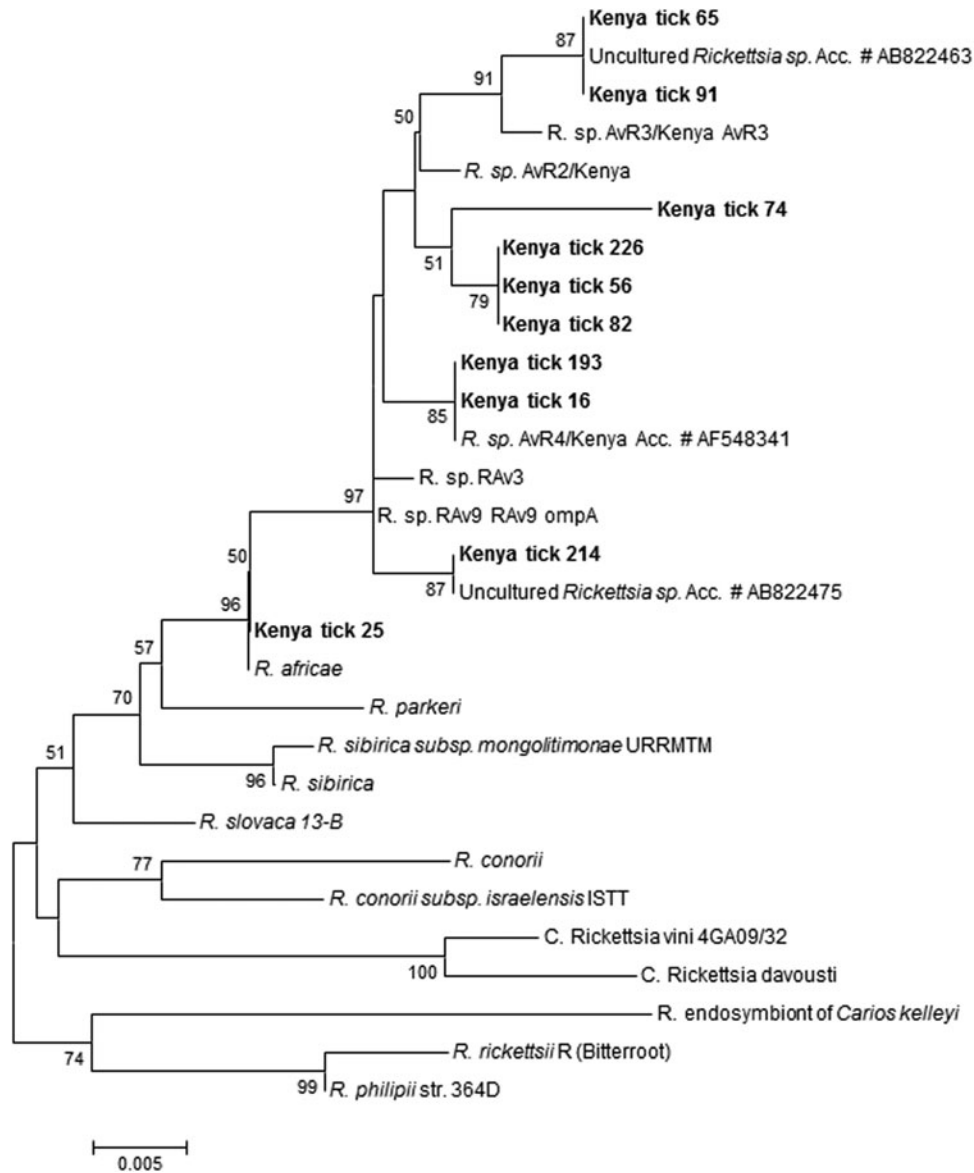 Kenya tick 65
87
Uncultured Rickettsia sp. Acc. # AB822463
91
Kenya tick 91
50
R. sp. AvR3/Kenya AvR3
R. sp. AvR2/Kenya
Kenya tick 74
Kenya tick 226
51
Kenya tick 56
79
Kenya tick 82
Kenya tick 193
Kenya tick 16
85
R. sp. AvR4/Kenya Acc. # AF548341
R. sp. RAv3
97
R. sp. RAv9 RAv9 ompA
Kenya tick 214
50
87
Uncultured Rickettsia sp. Acc. # AB822475
96
Kenya tick 25
57
R. africae
70
R. parkeri
R. sibirica subsp. mongolitimonae URRMTM
51
96
R. sibirica
R. slovaca 13-B
77
R. conorii
R. conorii subsp. israelensis ISTT
C. Rickettsia vini 4GA09/32
100
C. Rickettsia davousti
R. endosymbiont of Carios kelleyi
74
R. rickettsii R (Bitterroot)
99
R. philipii str. 364D
0.005